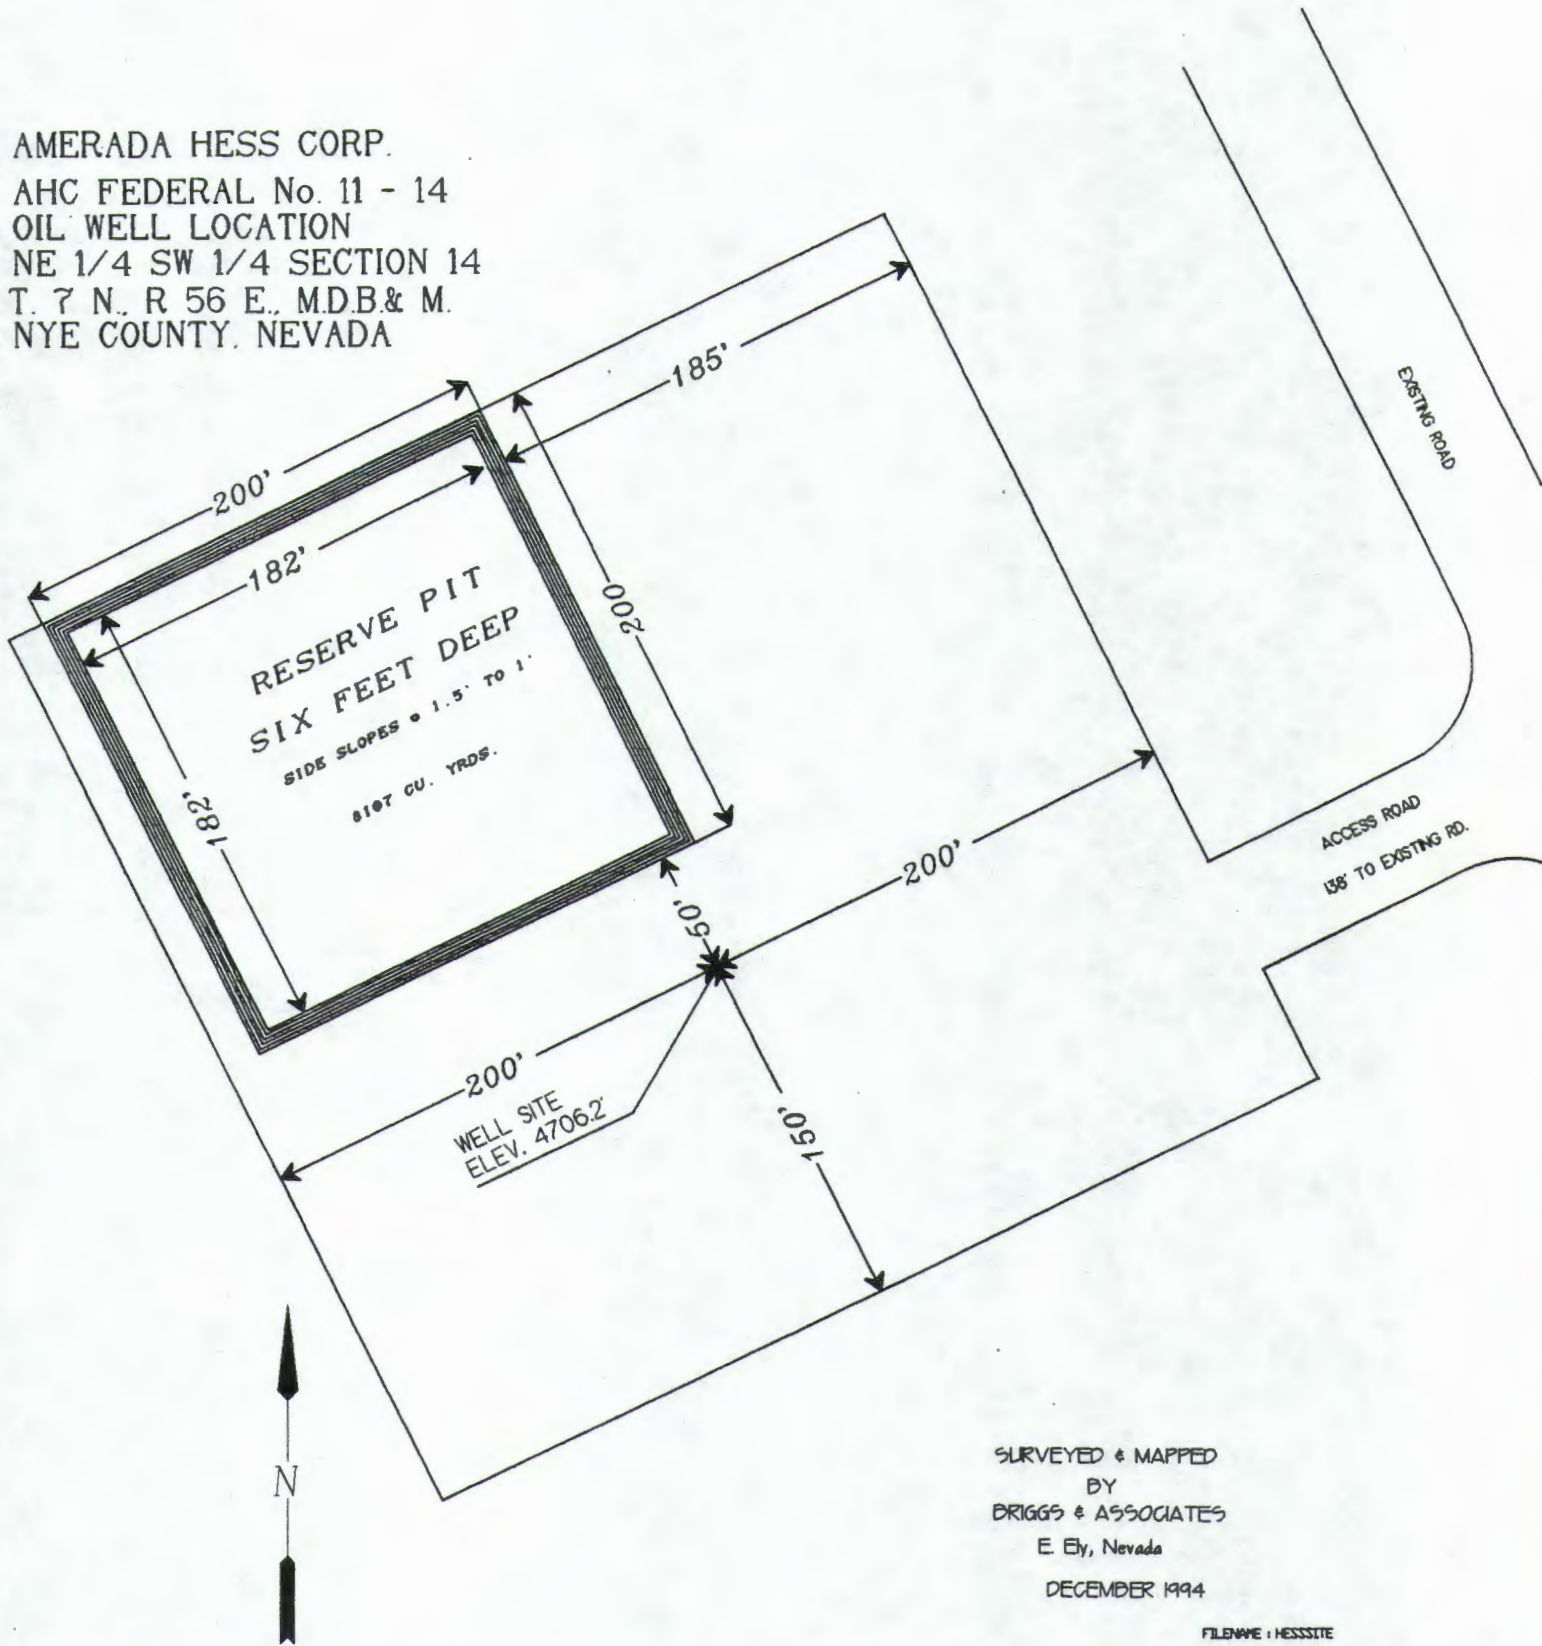 AMERADA HESS CORP.
AHC FEDERAL No. 11 - 14
OIL WELL LOCATION
NE 1/4 SW 1/4 SECTION 14
T. 7 N., R 56 E., M.D.B.& M.
NYE COUNTY, NEVADA
185'
200'
182'
200'
RESERVE PIT
SIX FEET DEEP
SIDE SLOPES @ 1.5' TO 1'
8107 CU. YRDS.
182'
EXISTING ROAD
ACCESS ROAD
138' TO EXISTING RD.
200'
50'
200'
WELL SITE
ELEV. 4706.2'
150'
N
SURVEYED & MAPPED
BY
BRIGGS & ASSOCIATES
E. Ely, Nevada
DECEMBER 1994
FILENAME : HESSSITE